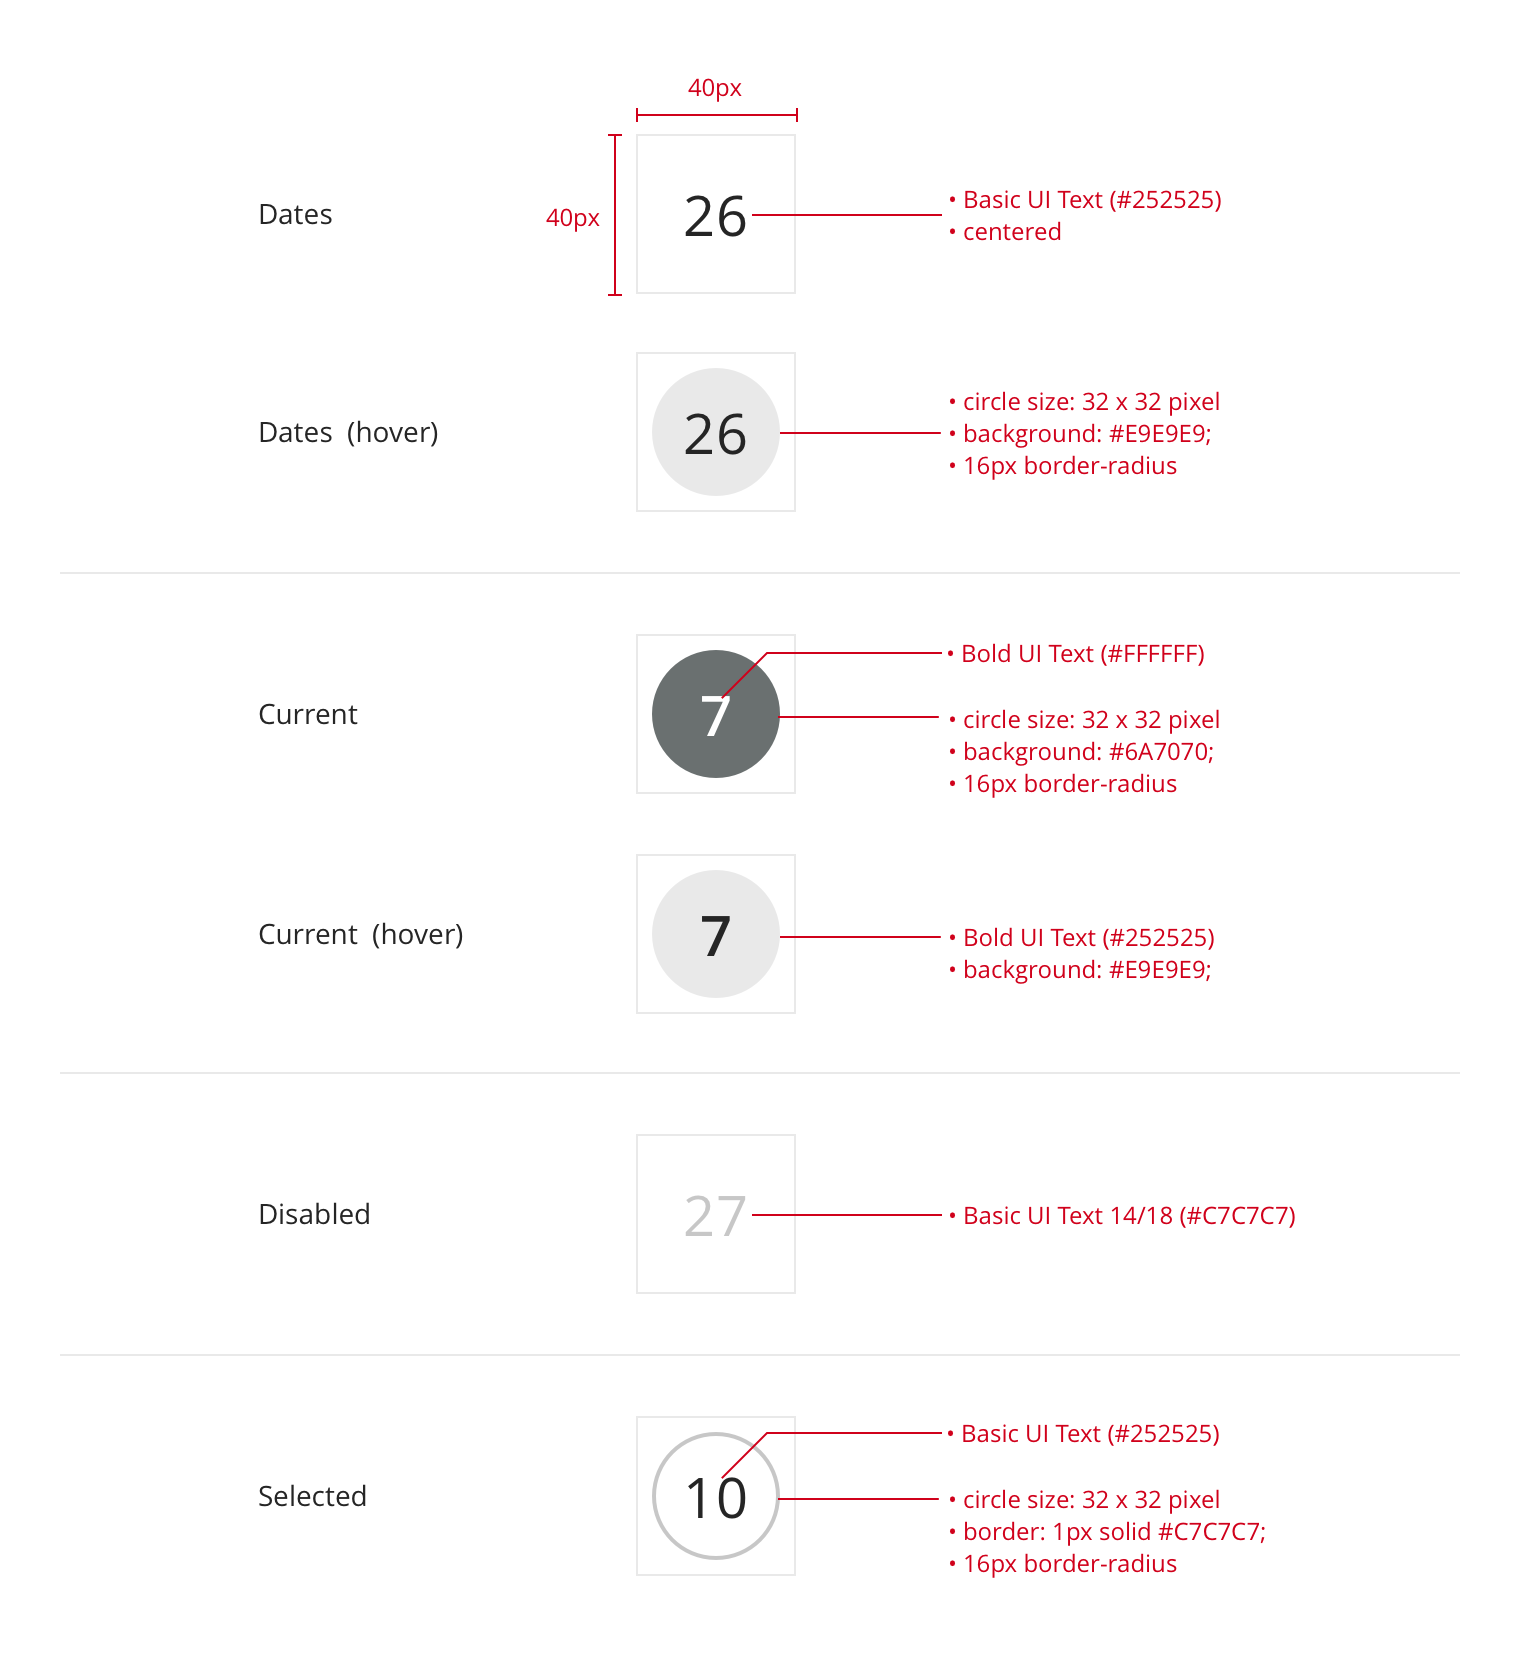 40px
40px
Dates
26
• Basic UI Text (#252525)
• centered
Dates (hover)
26
• circle size: 32 x 32 pixel
• background: #E9E9E9;
• 16px border-radius
Current
7
• Bold UI Text (#FFFFFF)
• circle size: 32 x 32 pixel
• background: #6A7070;
• 16px border-radius
Current (hover)
7
• Bold UI Text (#252525)
• background: #E9E9E9;
Disabled
27
• Basic UI Text 14/18 (#C7C7C7)
Selected
10
• Basic UI Text (#252525)
• circle size: 32 x 32 pixel
• border: 1px solid #C7C7C7;
• 16px border-radius